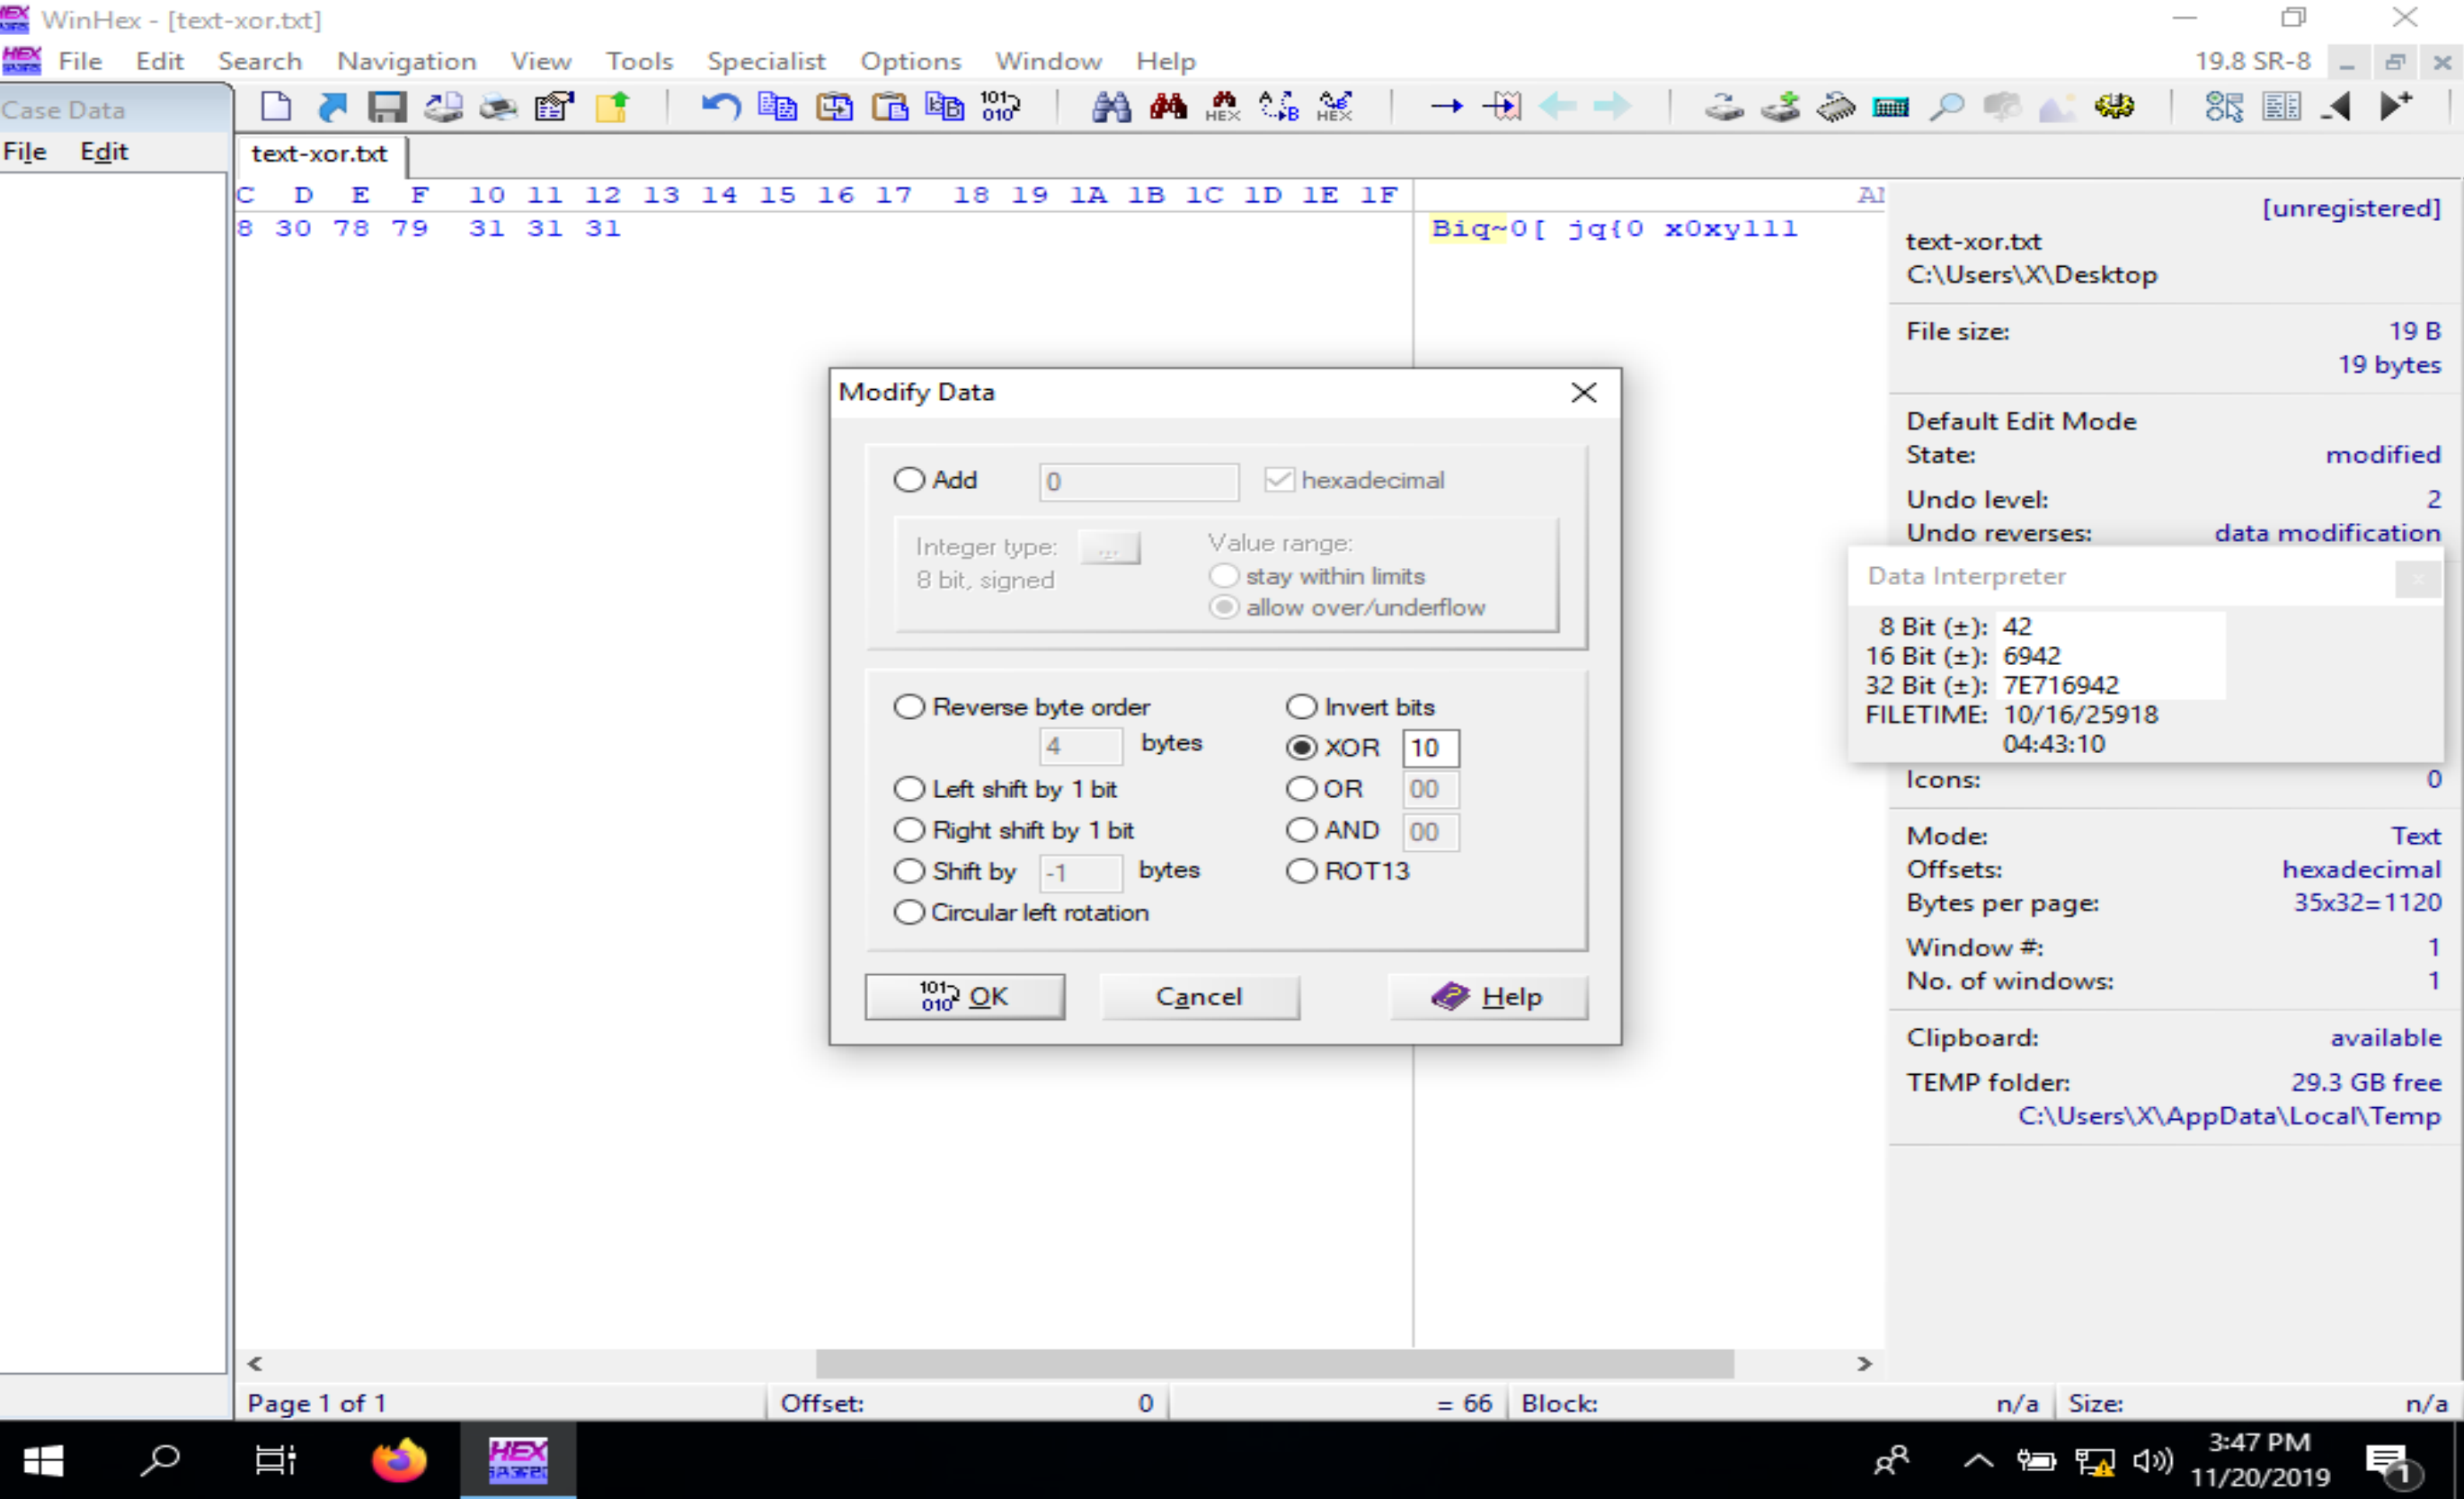 WinHex - [text-xor.txt]
File Edit Search Navigation View Tools Specialist Options Window Help 19.8 SR-8
Case Data
File Edit
text-xor.txt
C D E F 10 11 12 13 14 15 16 17 18 19 1A 1B 1C 1D 1E 1F AN
8 30 78 79 31 31 31 Biq~0[ jq{0 x0xy111
[unregistered]
text-xor.txt
C:\Users\X\Desktop
File size: 19 B
19 bytes
Default Edit Mode
State: modified
Undo level: 2
Undo reverses: data modification
Modify Data
Add 0 hexadecimal
Integer type: ...
8 bit, signed
Value range:
stay within limits
allow over/underflow
Reverse byte order
4 bytes
Left shift by 1 bit
Right shift by 1 bit
Shift by -1 bytes
Circular left rotation
Invert bits
XOR 10
OR 00
AND 00
ROT13
OK Cancel Help
Data Interpreter
8 Bit (±): 42
16 Bit (±): 6942
32 Bit (±): 7E716942
FILETIME: 10/16/25918
04:43:10
Icons: 0
Mode: Text
Offsets: hexadecimal
Bytes per page: 35x32=1120
Window #: 1
No. of windows: 1
Clipboard: available
TEMP folder: 29.3 GB free
C:\Users\X\AppData\Local\Temp
Page 1 of 1 Offset: 0 = 66 Block: n/a Size: n/a
3:47 PM
11/20/2019
1